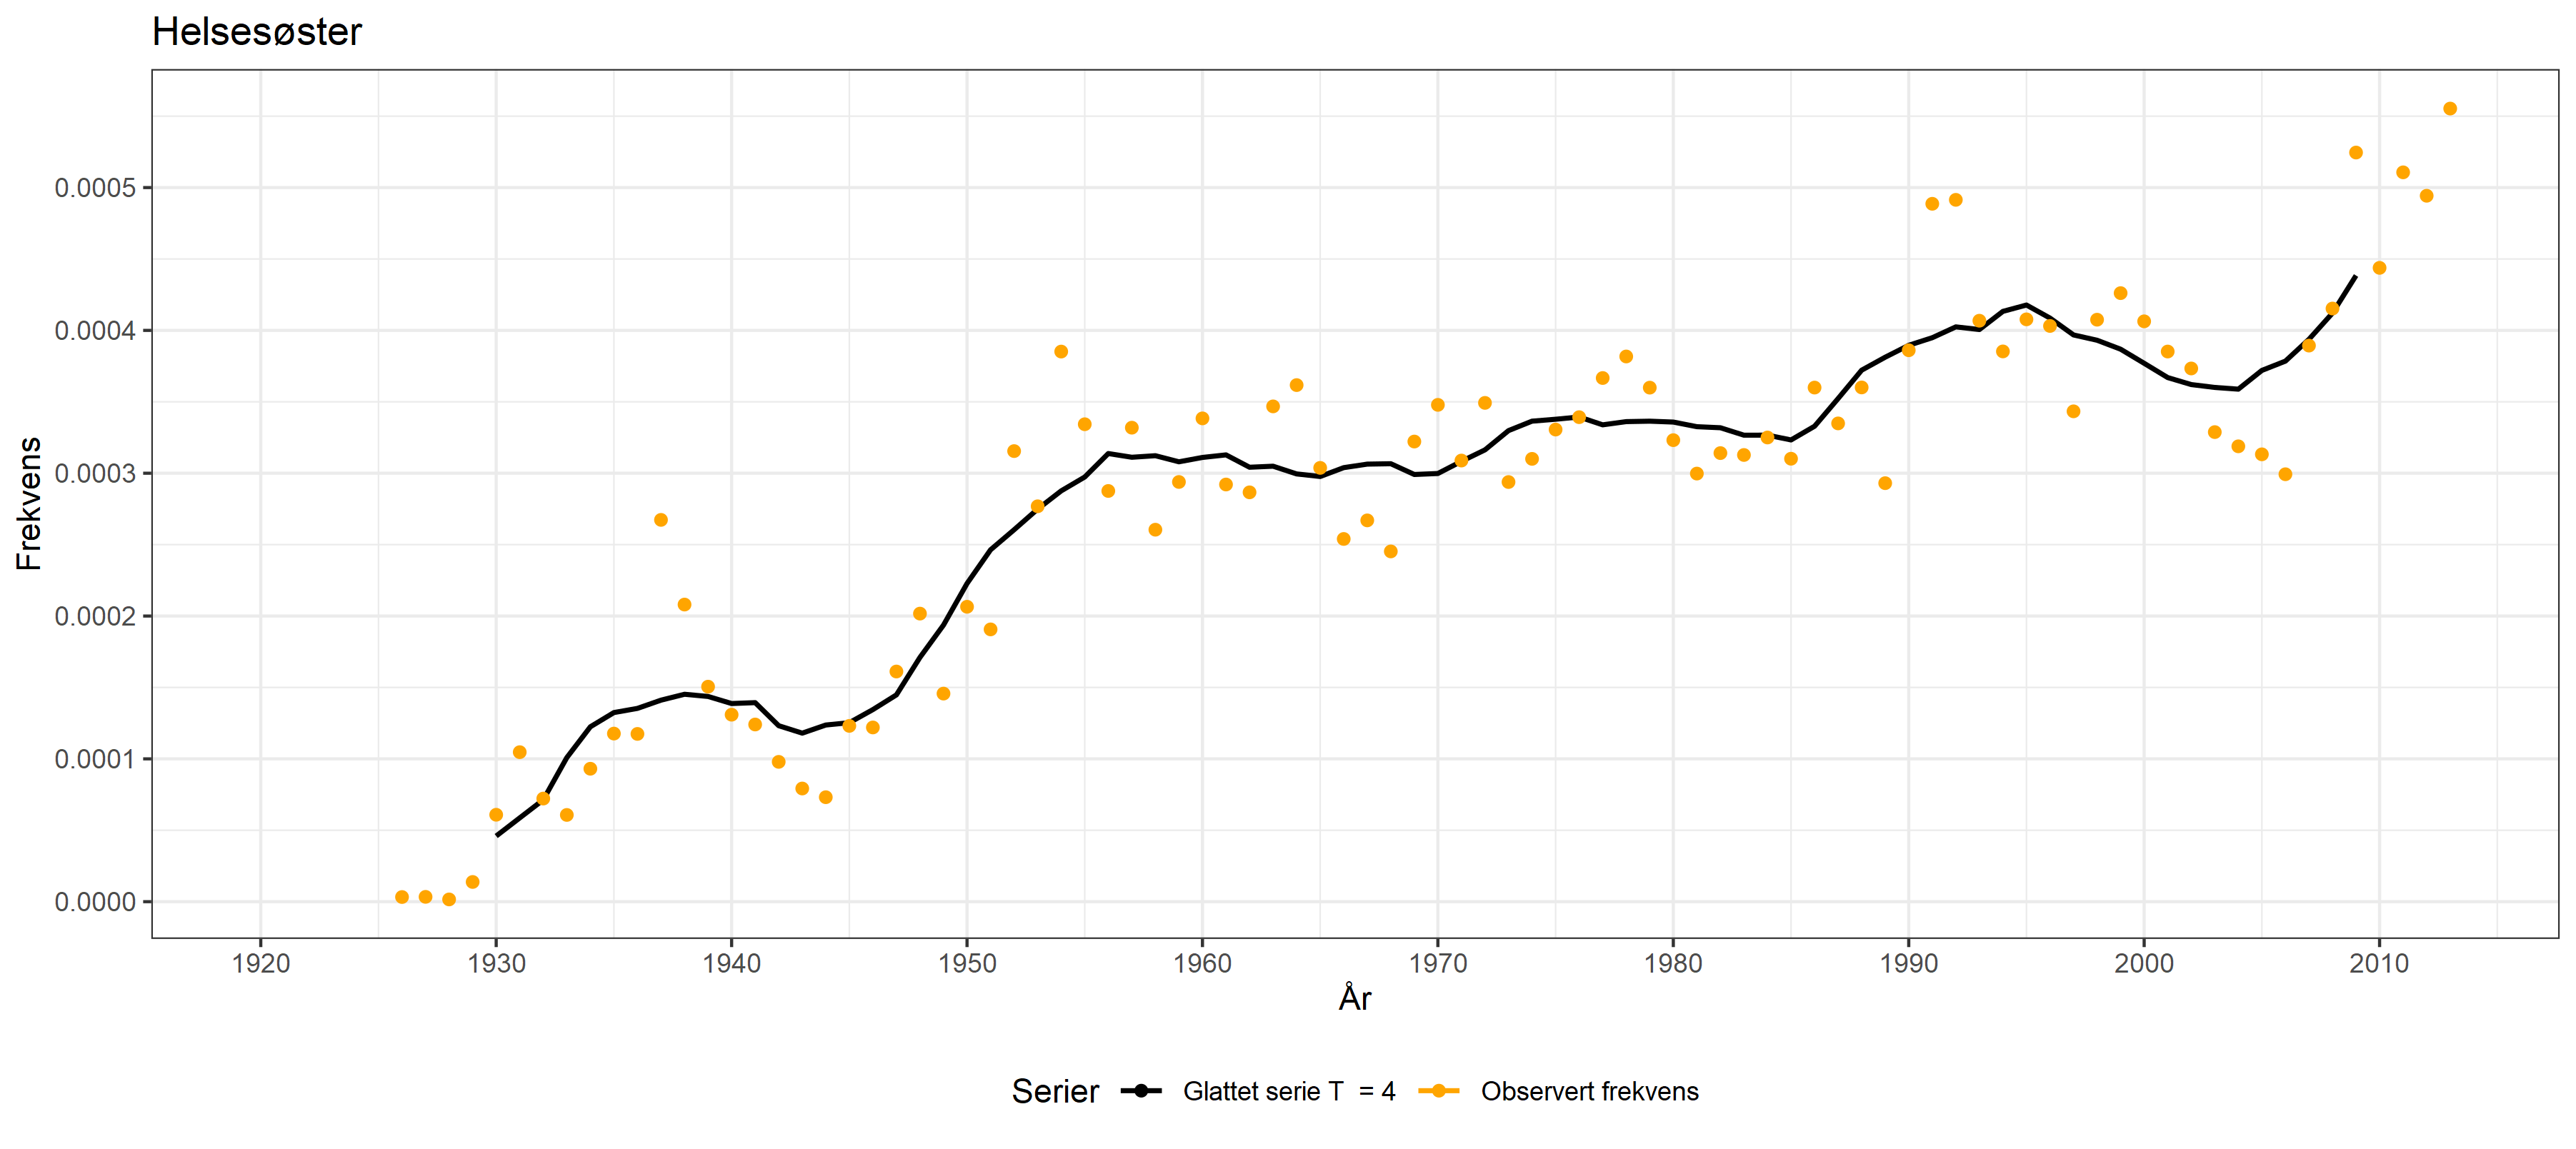 Helsesøster
Frekvens
0.0005
0.0004
0.0003
0.0002
0.0001
0.0000
1920 1930 1940 1950 1960 1970 1980 1990 2000 2010
År
Serier Glattet serie T = 4 Observert frekvens